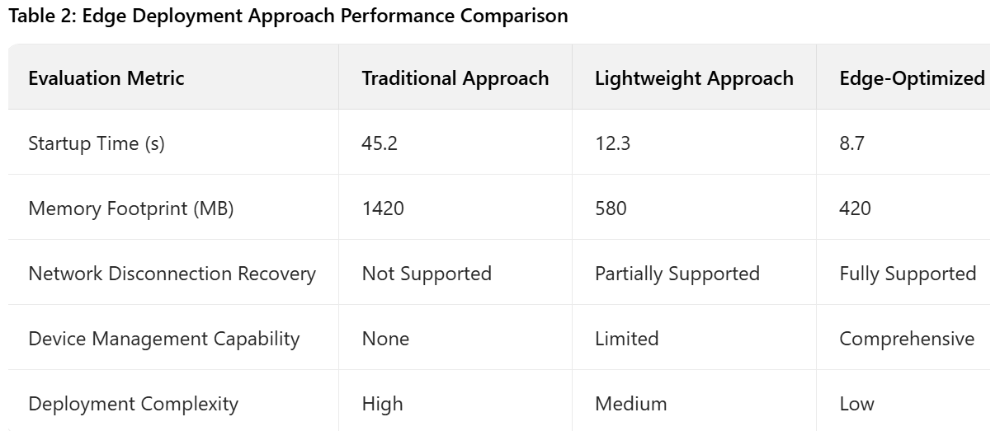 Table 2: Edge Deployment Approach Performance Comparison
Evaluation Metric Traditional Approach Lightweight Approach Edge-Optimized
Startup Time (s) 45.2 12.3 8.7
Memory Footprint (MB) 1420 580 420
Network Disconnection Recovery Not Supported Partially Supported Fully Supported
Device Management Capability None Limited Comprehensive
Deployment Complexity High Medium Low